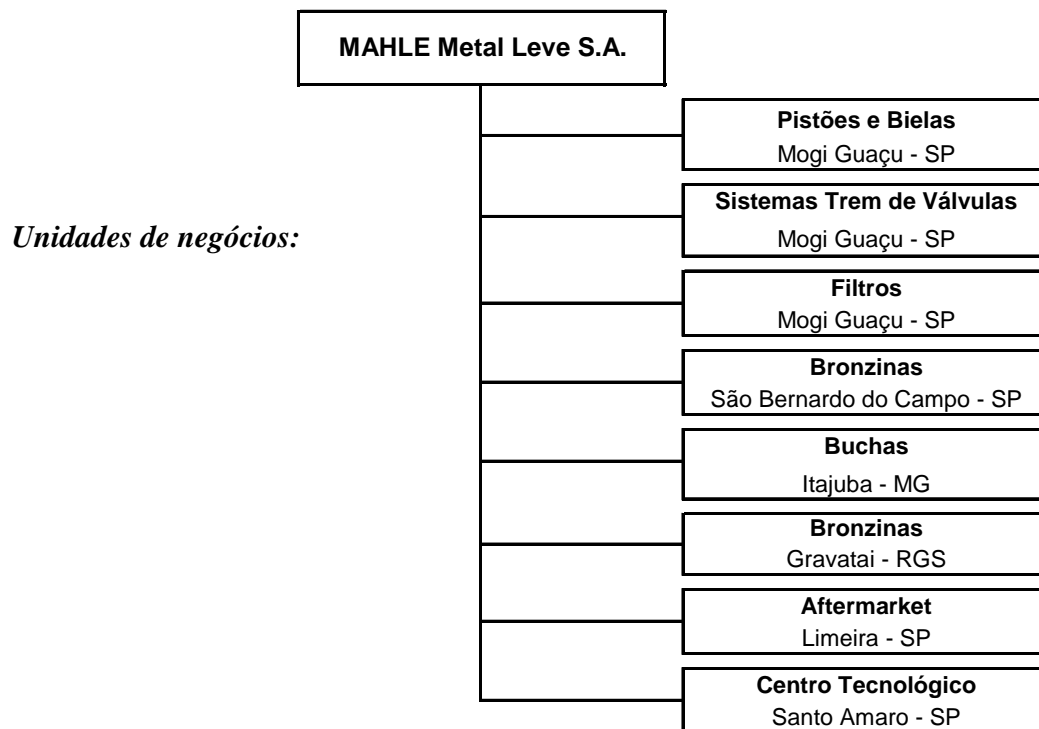 MAHLE Metal Leve S.A.
Unidades de negócios:
Pistões e Bielas
Mogi Guaçu - SP
Sistemas Trem de Válvulas
Mogi Guaçu - SP
Filtros
Mogi Guaçu - SP
Bronzinas
São Bernardo do Campo - SP
Buchas
Itajuba - MG
Bronzinas
Gravatai - RGS
Aftermarket
Limeira - SP
Centro Tecnológico
Santo Amaro - SP